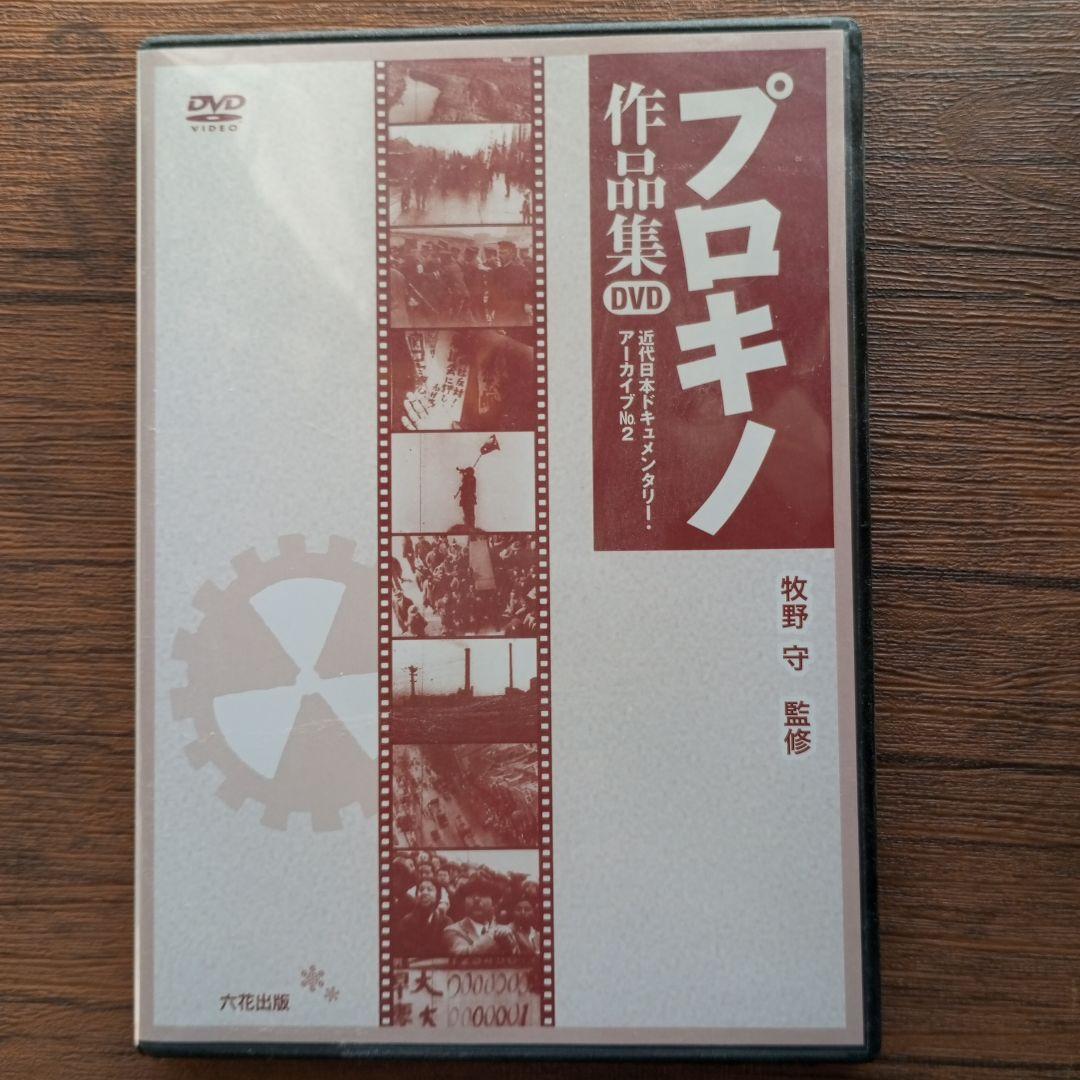 プロキノ
作品集
DVD
近代日本ドキュメンタリー・
アーカイブNo.2
牧野 守 監修
DVD
VIDEO
六花出版